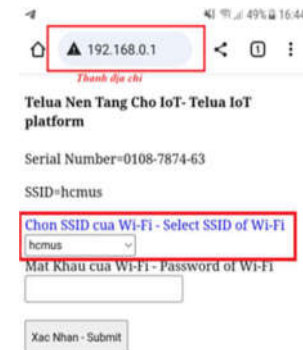 49% 16:44
192.168.0.1
1
Thanh địa chỉ
Telua Nen Tang Cho IoT- Telua IoT
platform
Serial Number=0108-7874-63
SSID=hcmus
Chon SSID cua Wi-Fi - Select SSID of Wi-Fi
hcmus
Mat Khau cua Wi-Fi - Password of Wi-Fi
Xac Nhan - Submit